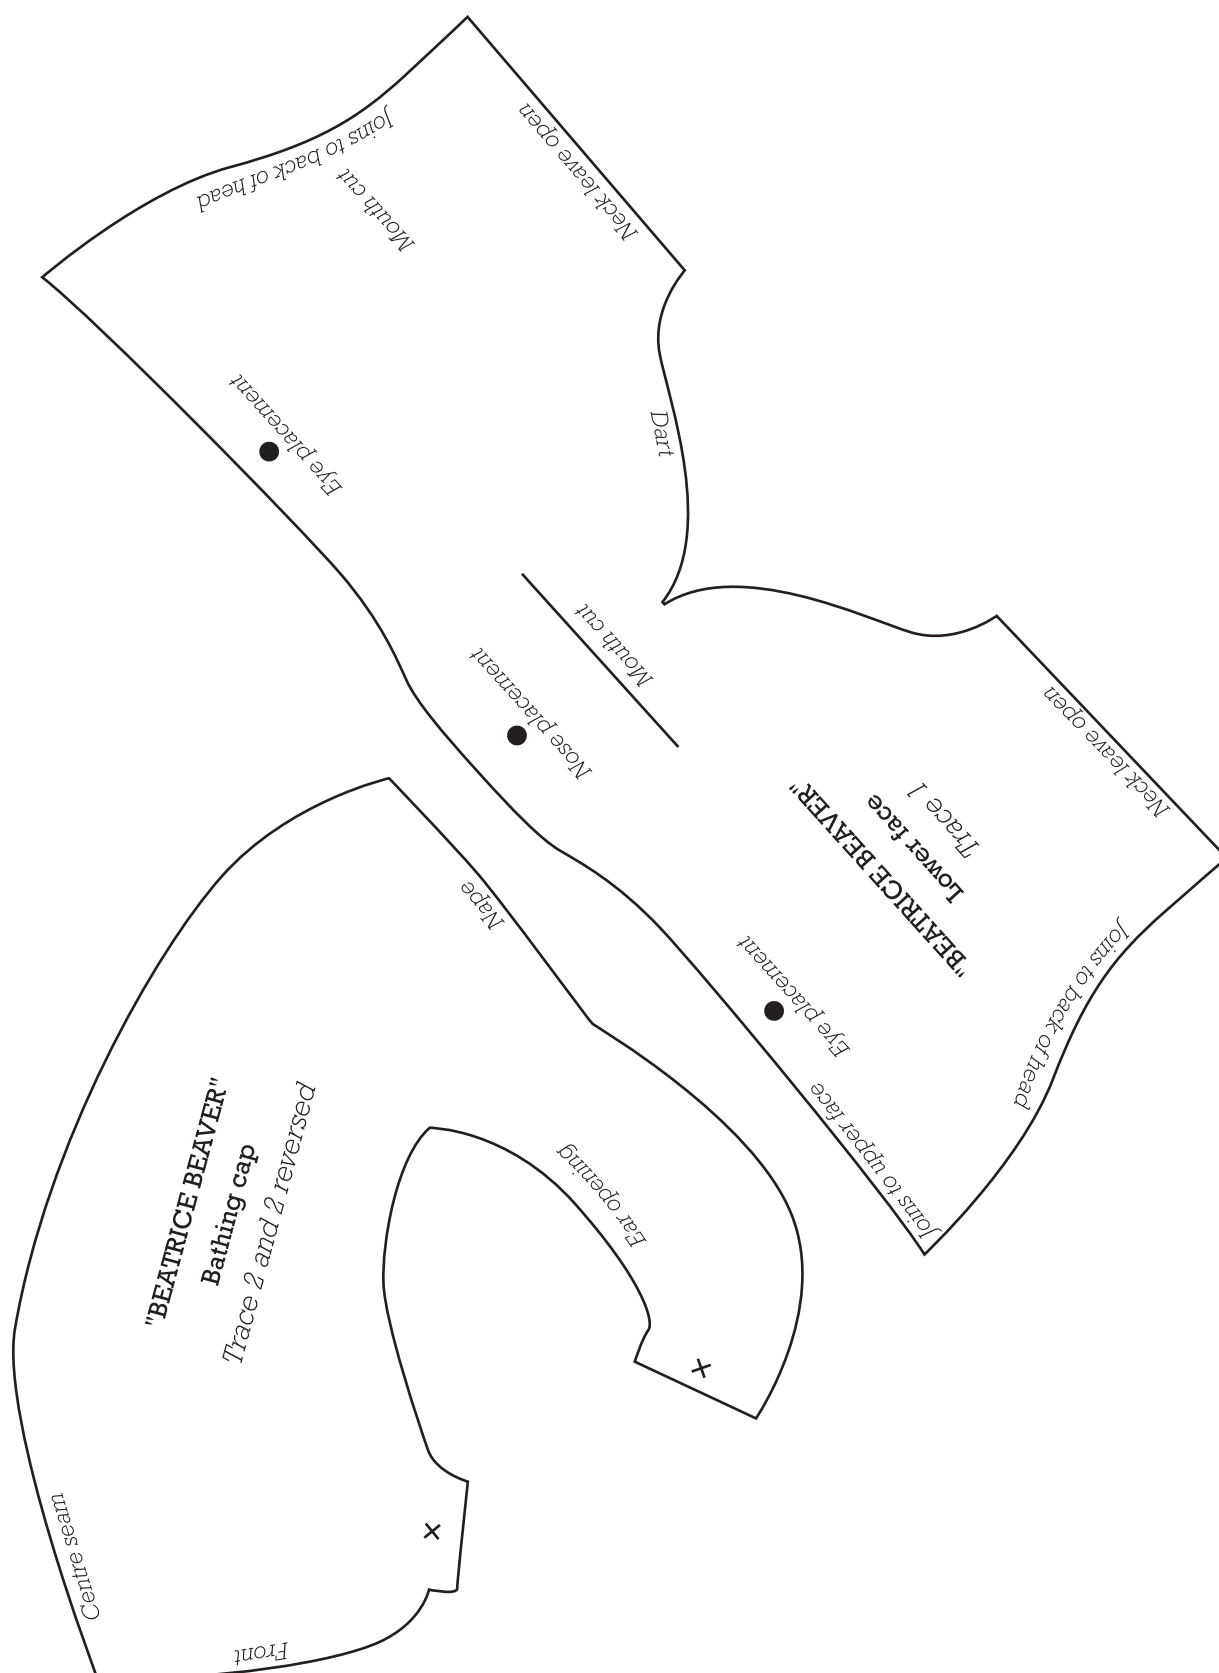 Joins to back of head
Neck leave open
Mouth cut
Eye placement
Dart
Mouth cut
Nose placement
Neck leave open
"BEATRICE BEAVER"
Lower face
Trace 1
Eye placement
Joins to back of head
Joins to upper face
Nape
"BEATRICE BEAVER"
Bathing cap
Trace 2 and 2 reversed
Ear opening
Centre seam
Front